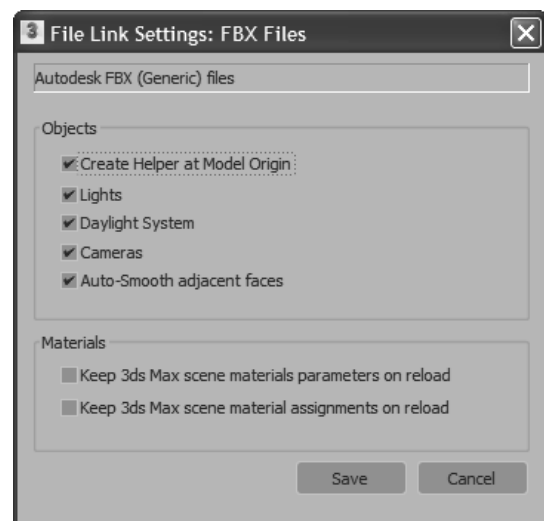 3 File Link Settings: FBX Files
Autodesk FBX (Generic) files
Objects
Create Helper at Model Origin
Lights
Daylight System
Cameras
Auto-Smooth adjacent faces
Materials
Keep 3ds Max scene materials parameters on reload
Keep 3ds Max scene material assignments on reload
Save Cancel